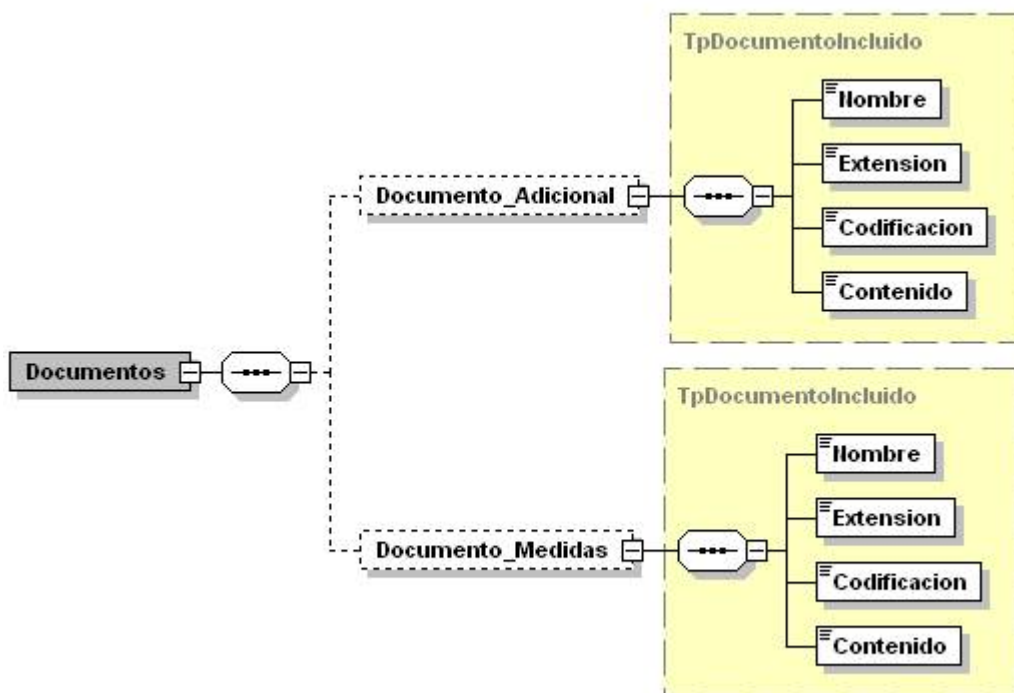 TpDocumentoIncluido
Nombre
Extension
Documento_Adicional
Codificacion
Contenido
Documentos
TpDocumentoIncluido
Nombre
Extension
Documento_Medidas
Codificacion
Contenido